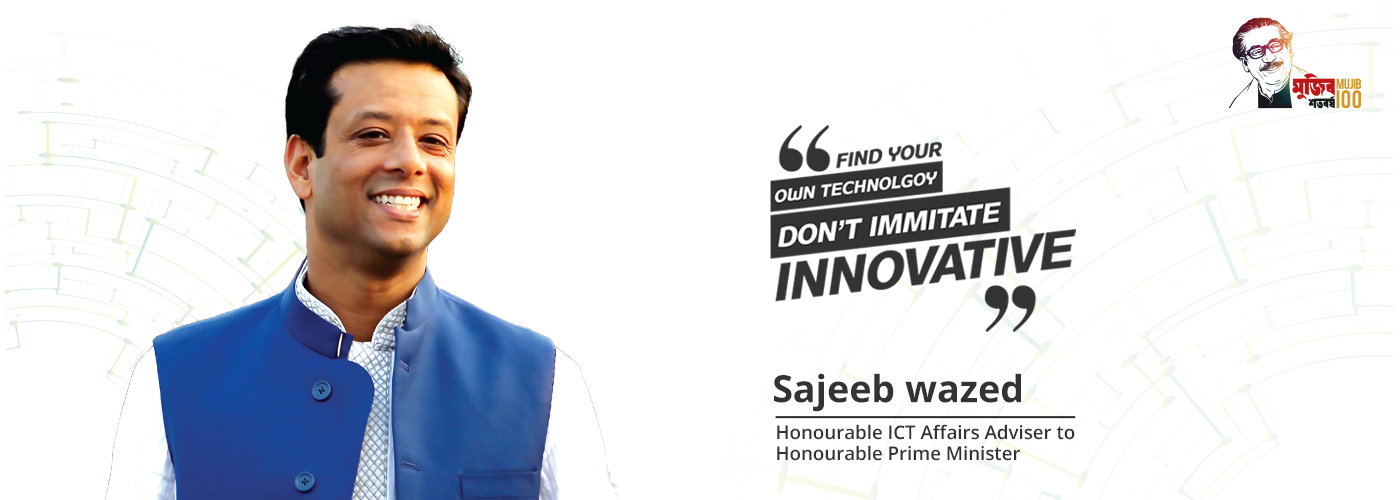 “ FIND YOUR
OWN TECHNOLGOY
DON'T IMMITATE
INNOVATIVE ”
Sajeeb wazed
Honourable ICT Affairs Adviser to
Honourable Prime Minister
মুজিব MUJIB
শতবর্ষ 100